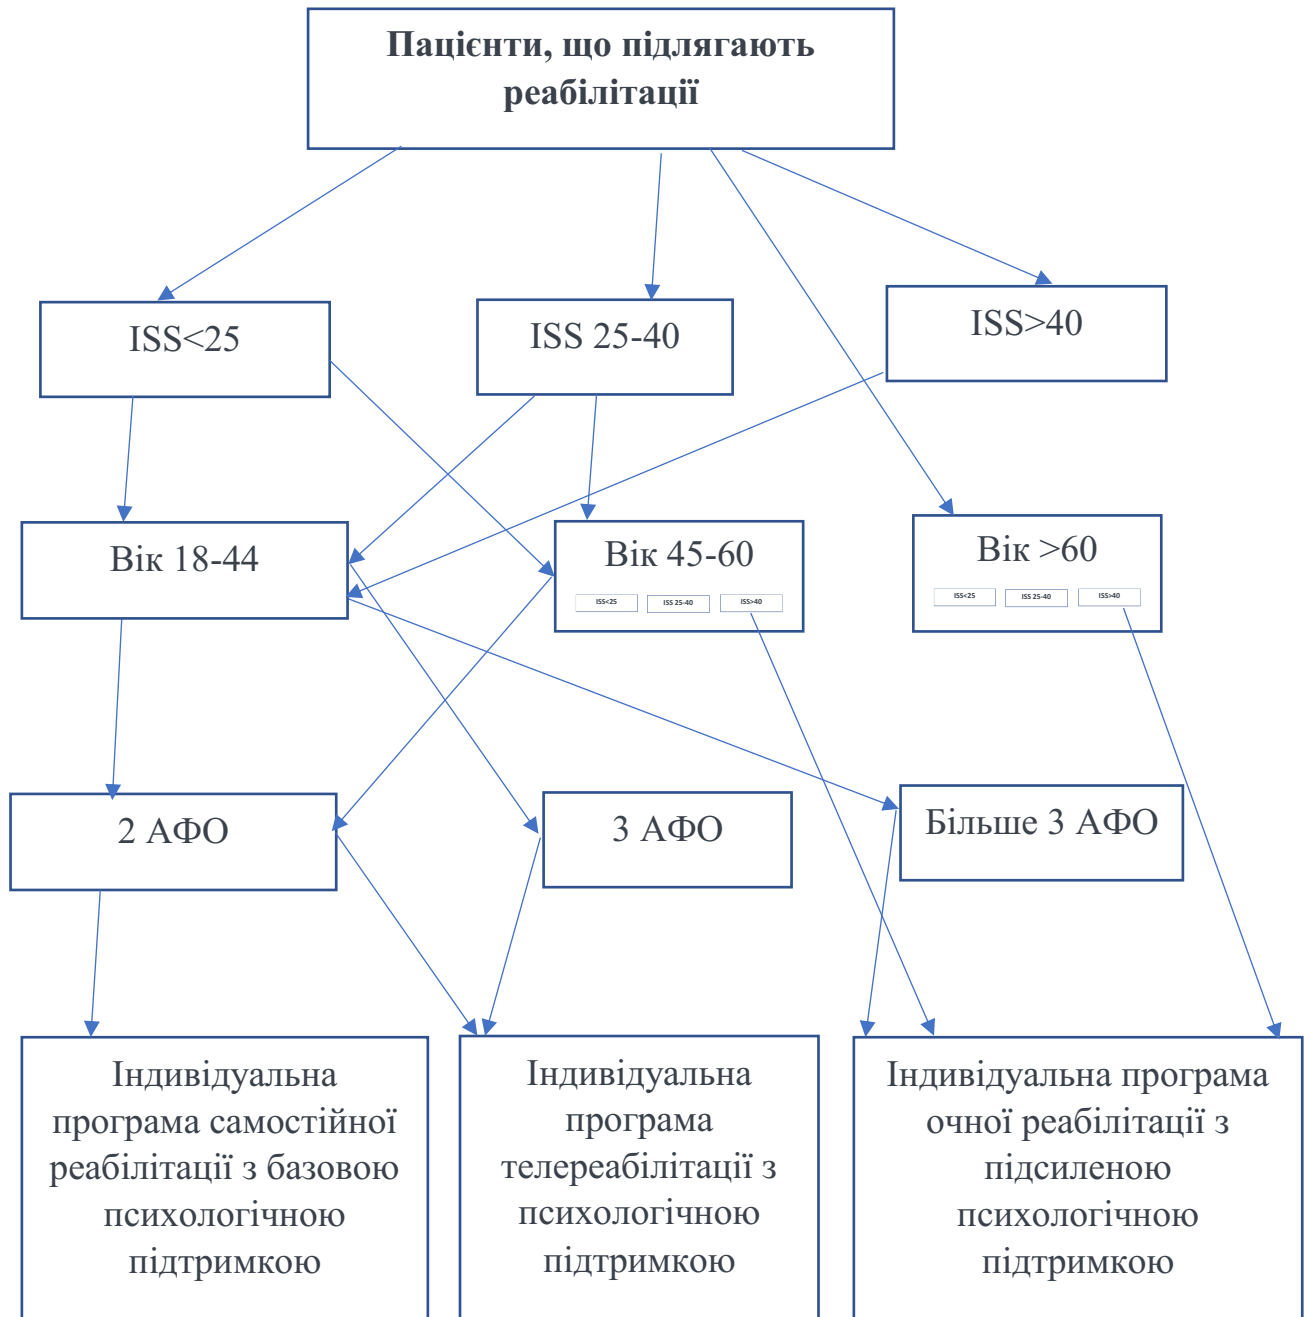 Пацієнти, що підлягають
реабілітації
ISS<25
ISS 25-40
ISS>40
Вік 18-44
Вік 45-60
ISS<25
ISS 25-40
ISS>40
Вік >60
ISS<25
ISS 25-40
ISS>40
2 АФО
3 АФО
Більше 3 АФО
Індивідуальна
програма самостійної
реабілітації з базовою
психологічною
підтримкою
Індивідуальна
програма
телереабілітації з
психологічною
підтримкою
Індивідуальна програма
очної реабілітації з
підсиленою
психологічною
підтримкою